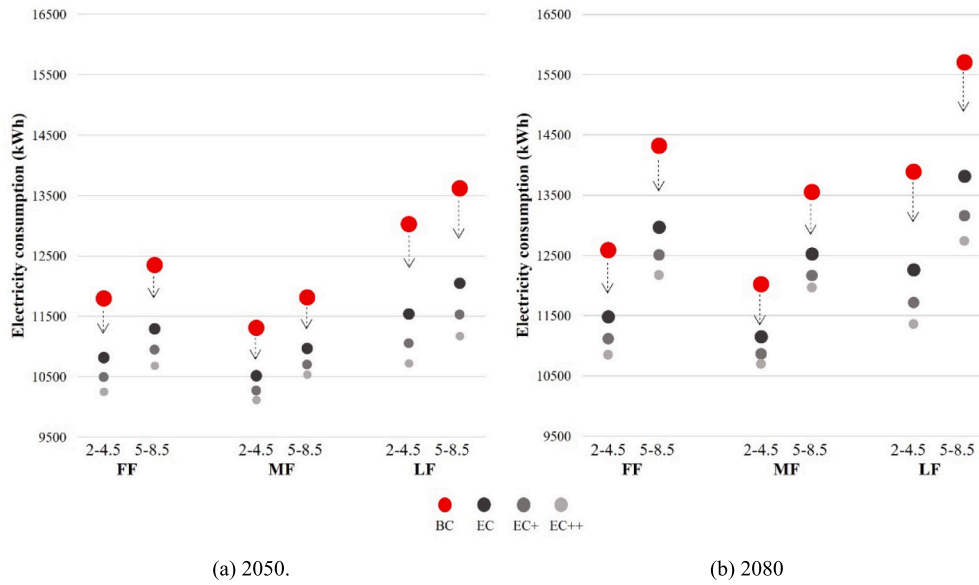 Electricity consumption (kWh)
16500
15500
14500
13500
12500
11500
10500
9500
2-4.5 5-8.5 2-4.5 5-8.5 2-4.5 5-8.5
FF MF LF
Electricity consumption (kWh)
16500
15500
14500
13500
12500
11500
10500
9500
2-4.5 5-8.5 2-4.5 5-8.5 2-4.5 5-8.5
FF MF LF
BC EC EC+ EC++
(a) 2050. (b) 2080